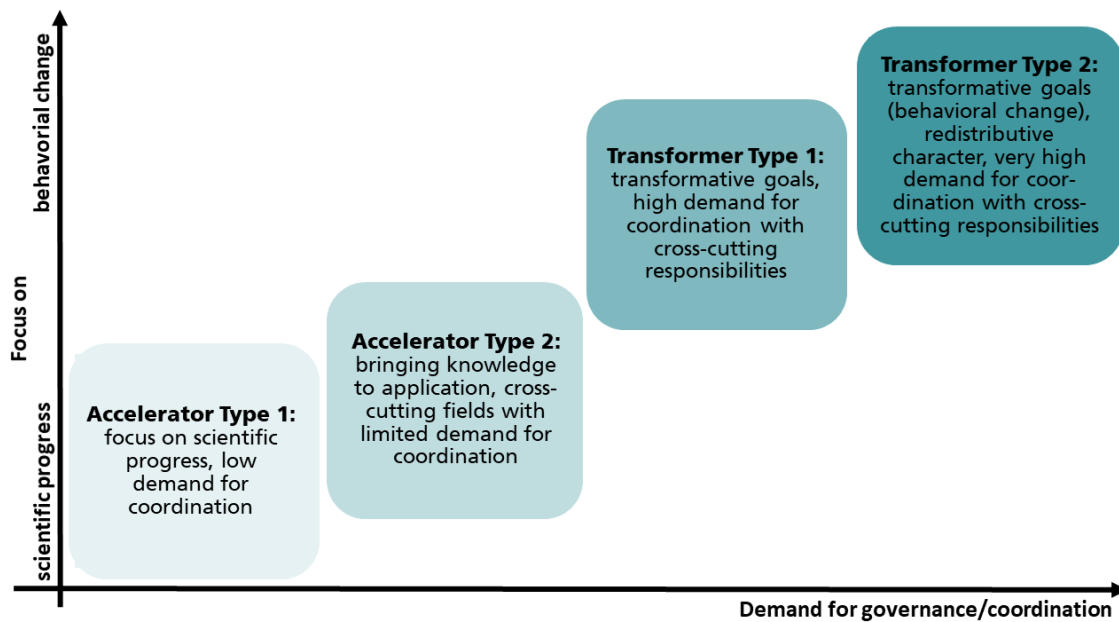 behavorial change
Focus on
scientific progress
Accelerator Type 1:
focus on scientific
progress, low
demand for
coordination
Accelerator Type 2:
bringing knowledge
to application, cross-
cutting fields with
limited demand for
coordination
Transformer Type 1:
transformative goals,
high demand for
coordination with
cross-cutting
responsibilities
Transformer Type 2:
transformative goals
(behavioral change),
redistributive
character, very high
demand for coor-
dination with cross-
cutting responsibilities
Demand for governance/coordination